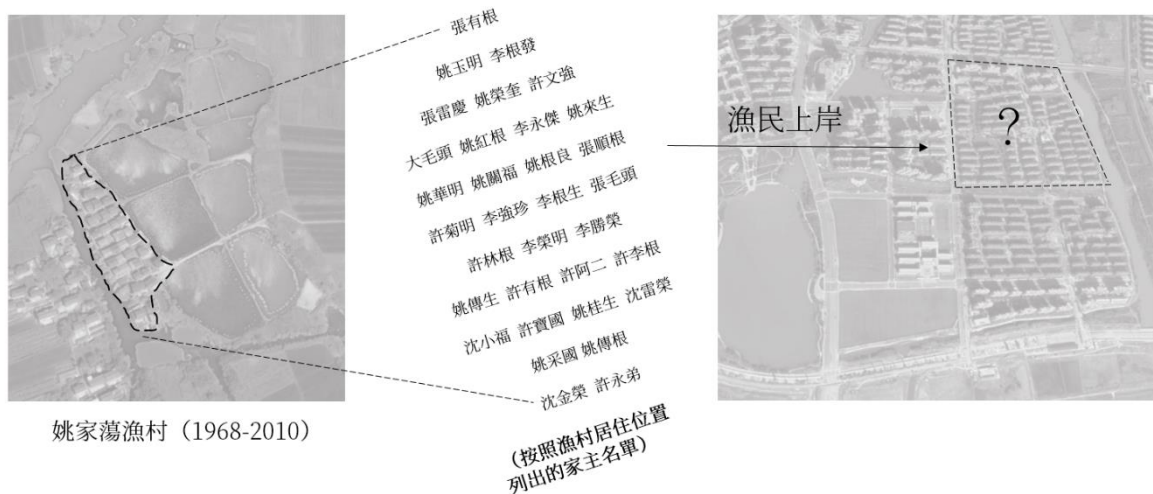 張有根
姚玉明 李根發
張雷慶 姚榮奎 許文強
大毛頭 姚紅根 李永傑 姚來生
姚華明 姚關福 姚根良 張順根
許菊明 李強珍 李根生 張毛頭
許林根 李榮明 李勝榮
姚傳生 許有根 許阿二 許李根
沈小福 許寶國 姚桂生 沈雷榮
姚采國 姚傳根
沈金榮 許永弟
(按照漁村居住位置
列出的家主名單)
姚家蕩漁村（1968-2010）
漁民上岸
?